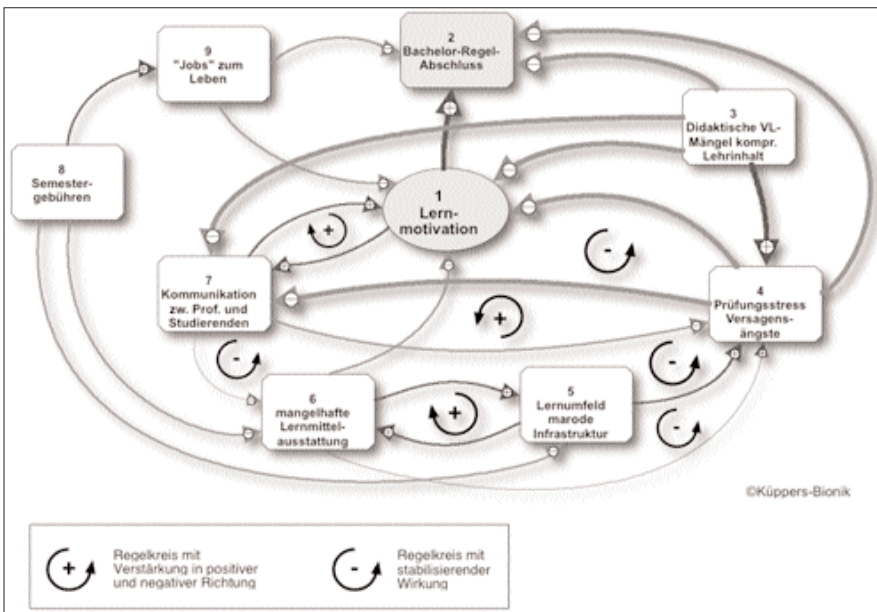 9
"Jobs" zum
Leben
2
Bachelor-Regel-
Abschluss
3
Didaktische VL-
Mängel kompr.
Lehrinhalt
8
Semester-
gebühren
1
Lern-
motivation
7
Kommunikation
zw. Prof. und
Studierenden
4
Prüfungsstress
Versagens-
ängste
6
mangelhafte
Lernmittel-
ausstattung
5
Lernumfeld
marode
Infrastruktur
©Küppers-Bionik
Regelkreis mit
Verstärkung in positiver
und negativer Richtung
Regelkreis mit
stabilisierender
Wirkung